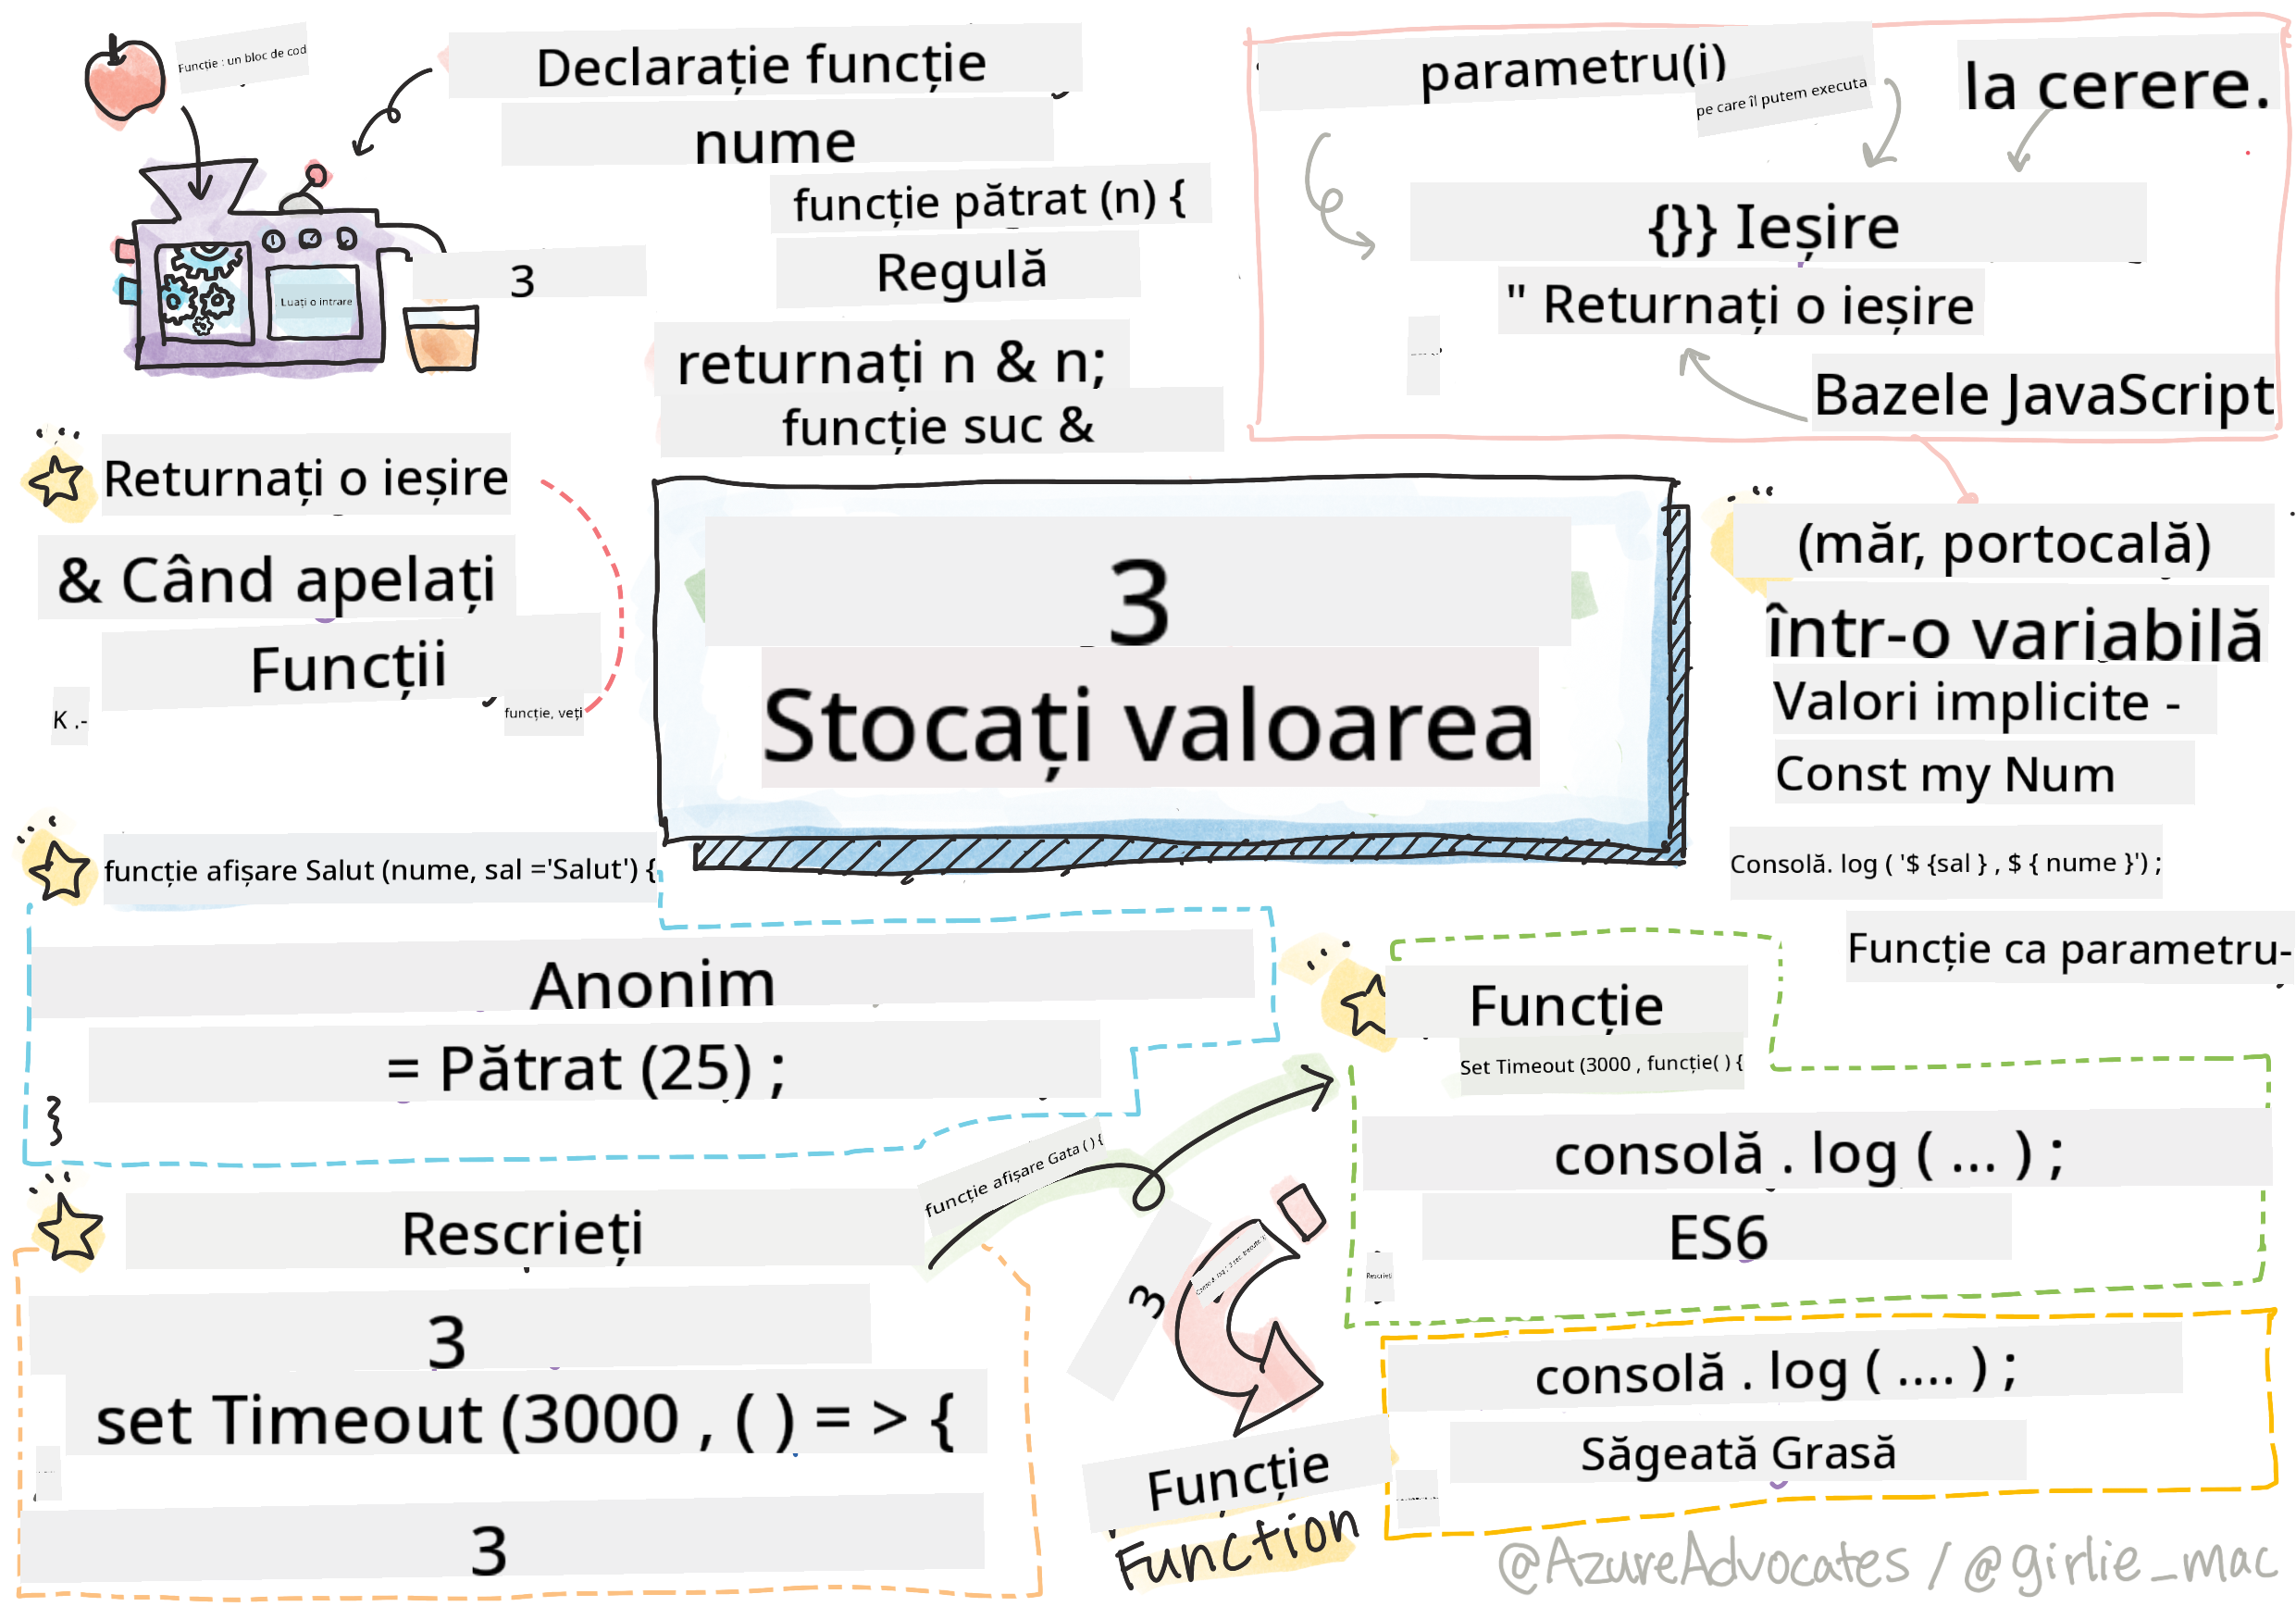 Funcție : un bloc de cod
Declarație funcție
nume
funcție pătrat (n) {
Regulă
3
Luați o intrare
returnați n & n;
funcție suc &
parametru(i)
pe care îl putem executa
la cerere.
{}} Ieșire
" Returnați o ieșire
Bazele JavaScript
Returnați o ieșire
& Când apelați
Funcții
K .-
funcție, veți
3
Stocați valoarea
(măr, portocală)
într-o variabilă
Valori implicite -
Const my Num
Consolă. log ( '$ {sal } , $ { nume }') ;
Funcție ca parametru-
funcție afișare Salut (nume, sal ='Salut') {
Anonim
= Pătrat (25) ;
}
Funcție
Set Timeout (3000 , funcție( ) {
consolă . log ( ... ) ;
ES6
Rescrieți
funcție afișare Gata ( ) {
Rescrieți
3
set Timeout (3000 , ( ) = > {
3
3
Funcție
Function
consolă . log ( .... ) ;
Săgeată Grasă
@AzureAdvocates / @girlie_mac